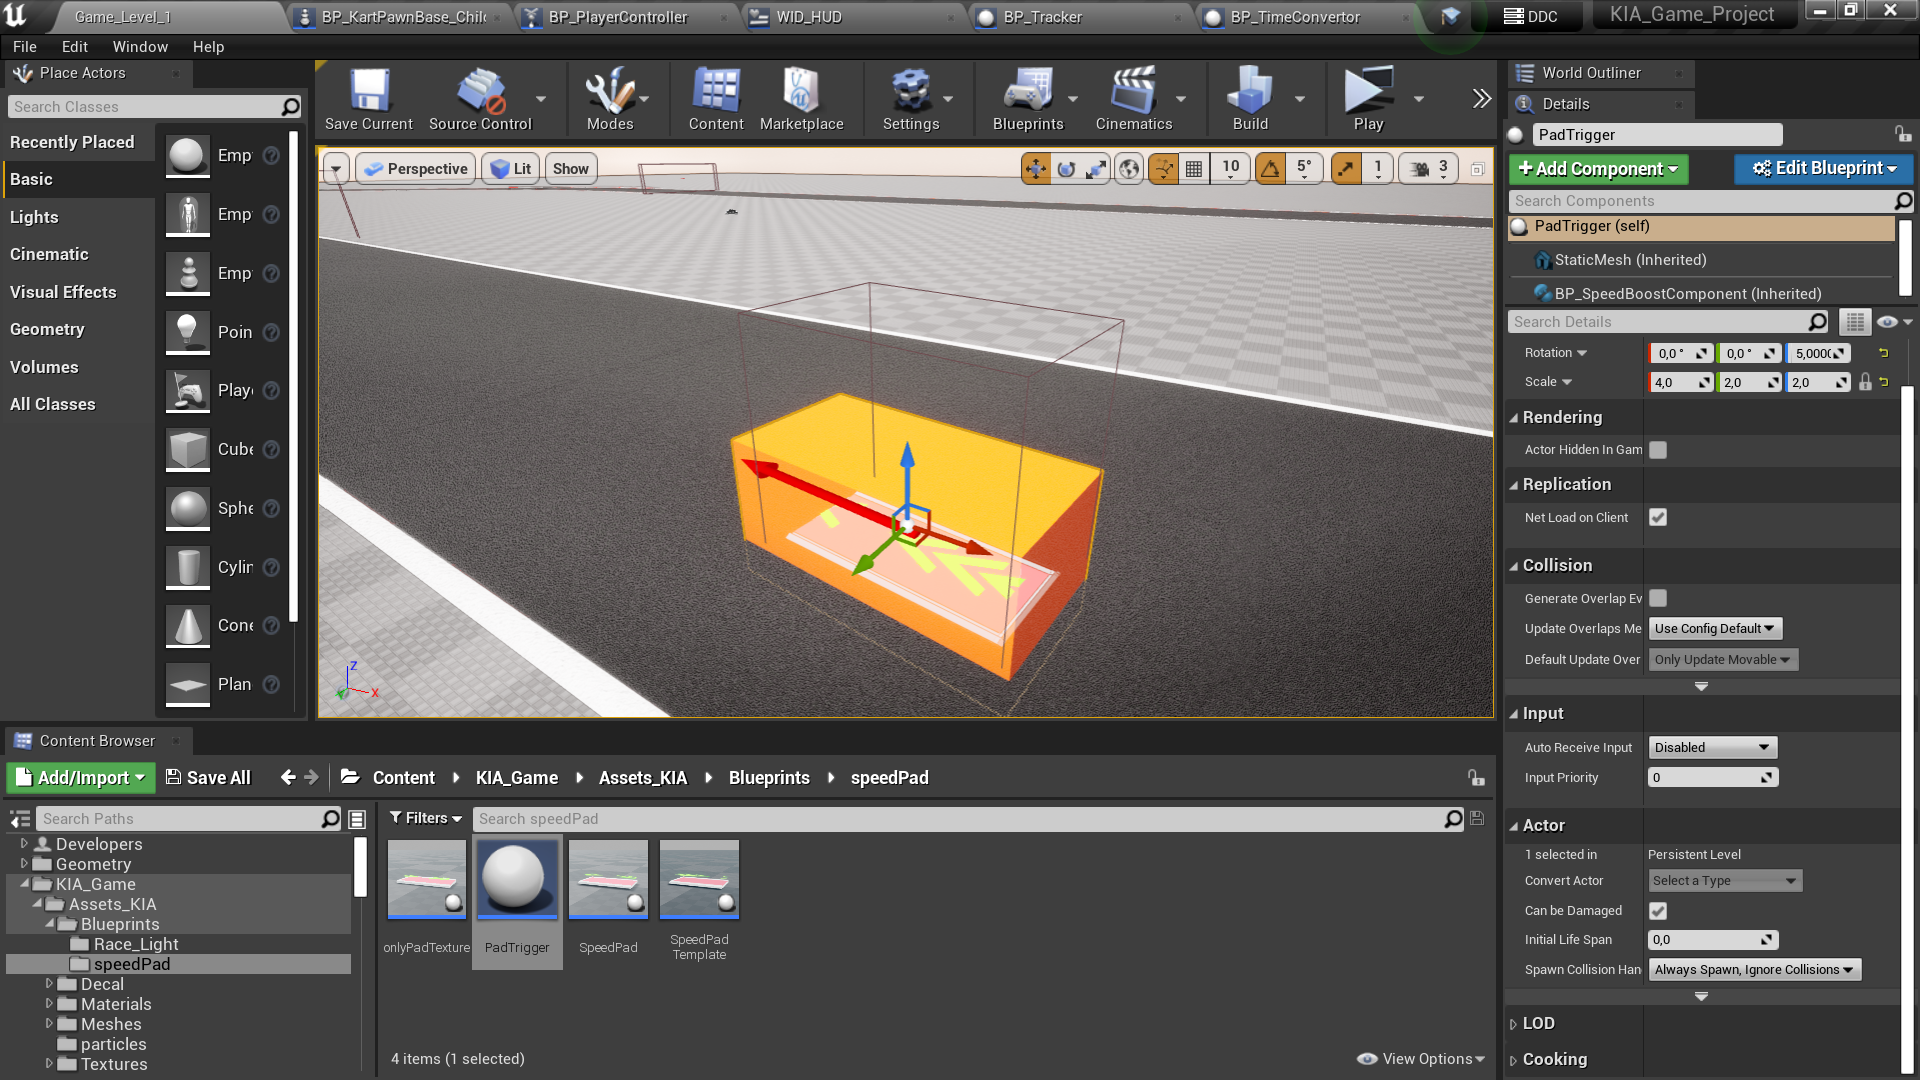 Game_Level_1
BP_KartPawnBase_Chil
BP_PlayerController
WID_HUD
BP_Tracker
BP_TimeConvertor
DDC
KIA_Game_Project
File Edit Window Help
Place Actors
Search Classes
Recently Placed
Basic
Lights
Cinematic
Visual Effects
Geometry
Volumes
All Classes
Emp
Emp
Emp
Poin
Playe
Cube
Sphe
Cylin
Cone
Plan
Save Current
Source Control
Modes
Content
Marketplace
Settings
Blueprints
Cinematics
Build
Play
Perspective
Lit
Show
10
5°
1
3
Z
X
World Outliner
Details
PadTrigger
+Add Component
Edit Blueprint
Search Components
PadTrigger (self)
StaticMesh (Inherited)
BP_SpeedBoostComponent (Inherited)
Search Details
Rotation 0,0 ° 0,0 ° 5,0000
Scale 4,0 2,0 2,0
Rendering
Actor Hidden In Gam
Replication
Net Load on Client
Collision
Generate Overlap Ev
Update Overlaps Me Use Config Default
Default Update Over Only Update Movable
Input
Auto Receive Input Disabled
Input Priority 0
Actor
1 selected in Persistent Level
Convert Actor Select a Type
Can be Damaged
Initial Life Span 0,0
Spawn Collision Han Always Spawn, Ignore Collisions
LOD
Cooking
Content Browser
Add/Import
Save All
Content
KIA_Game
Assets_KIA
Blueprints
speedPad
Search Paths
Developers
Geometry
KIA_Game
Assets_KIA
Blueprints
Race_Light
speedPad
Decal
Materials
Meshes
particles
Textures
Filters
Search speedPad
onlyPadTexture
PadTrigger
SpeedPad
SpeedPad
Template
4 items (1 selected)
View Options